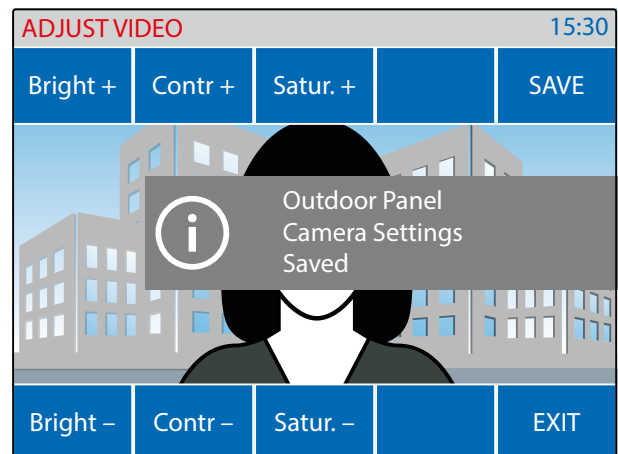 ADJUST VIDEO 15:30
Bright + Contr + Satur. + SAVE
Outdoor Panel
Camera Settings
Saved
Bright – Contr – Satur. – EXIT